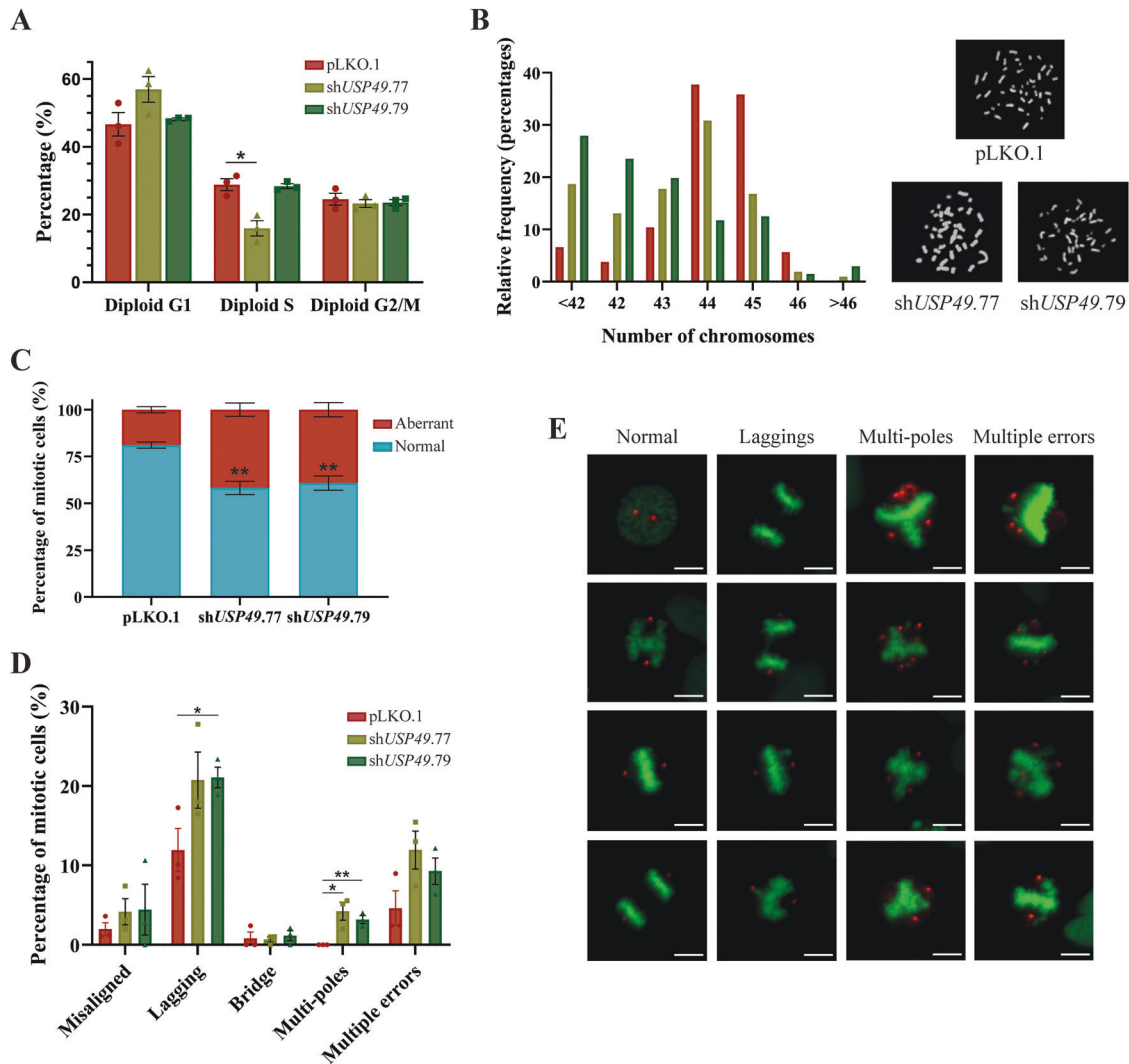 A
Percentage (%)
60
40
20
0
pLKO.1
shUSP49.77
shUSP49.79
*
Diploid G1 Diploid S Diploid G2/M
B
Relative frequency (percentages)
40
30
20
10
0
<42 42 43 44 45 46 >46
Number of chromosomes
pLKO.1
shUSP49.77 shUSP49.79
C
Percentage of mitotic cells (%)
100
75
50
25
0
** **
Aberrant
Normal
pLKO.1 shUSP49.77 shUSP49.79
D
Percentage of mitotic cells (%)
30
20
10
0
pLKO.1
shUSP49.77
shUSP49.79
*
**
*
Misaligned Lagging Bridge Multi-poles Multiple errors
E
Normal Laggings Multi-poles Multiple errors